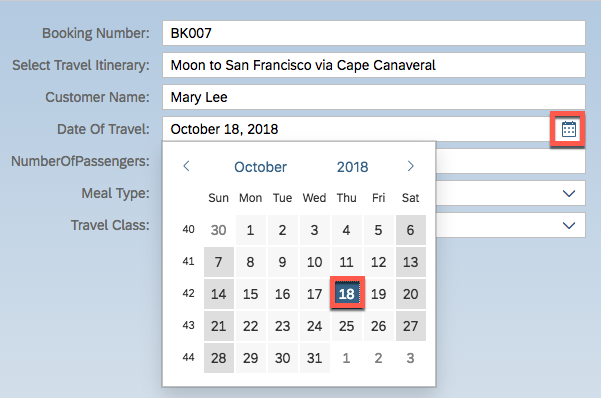 Booking Number: BK007
Select Travel Itinerary: Moon to San Francisco via Cape Canaveral
Customer Name: Mary Lee
Date Of Travel: October 18, 2018
NumberOfPassengers:
Meal Type:
Travel Class:
October 2018
Sun Mon Tue Wed Thu Fri Sat
40 30 1 2 3 4 5 6
41 7 8 9 10 11 12 13
42 14 15 16 17 18 19 20
43 21 22 23 24 25 26 27
44 28 29 30 31 1 2 3